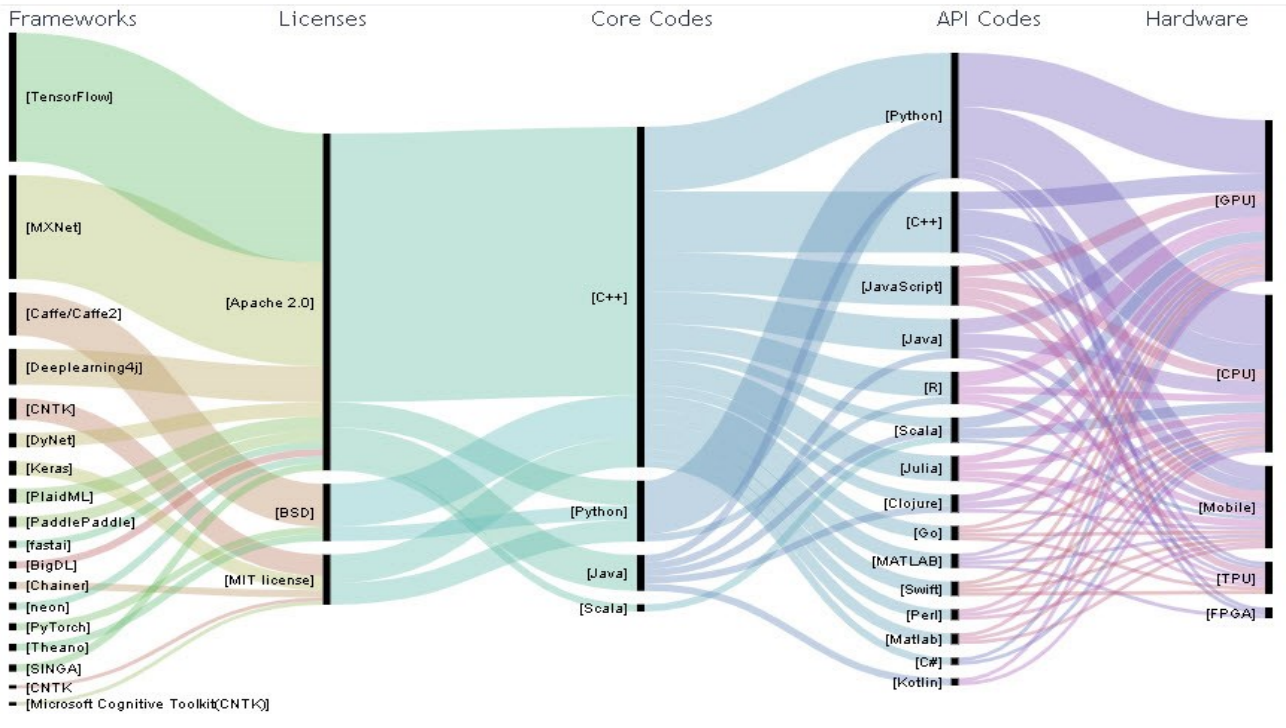 Frameworks
Licenses
Core Codes
API Codes
Hardware
[TensorFlow]
[MXNet]
[Caffe/Caffe2]
[Deeplearning4j]
[CNTK]
[DyNet]
[Keras]
[PlaidML]
[PaddlePaddle]
[fastai]
[BigDL]
[Chainer]
[neon]
[PyTorch]
[Theano]
[SINGA]
[CNTK
[Microsoft Cognitive Toolkit(CNTK)]
[Apache 2.0]
[BSD]
[MIT license]
[C++]
[Python]
[Java]
[Scala]
[Python]
[C++]
[JavaScript]
[Java]
[R]
[Scala]
[Julia]
[Clojure]
[Go]
[MATLAB]
[Swift]
[Perl]
[Matlab]
[C#]
[Kotlin]
[GPU]
[CPU]
[Mobile]
[TPU]
[FPGA]